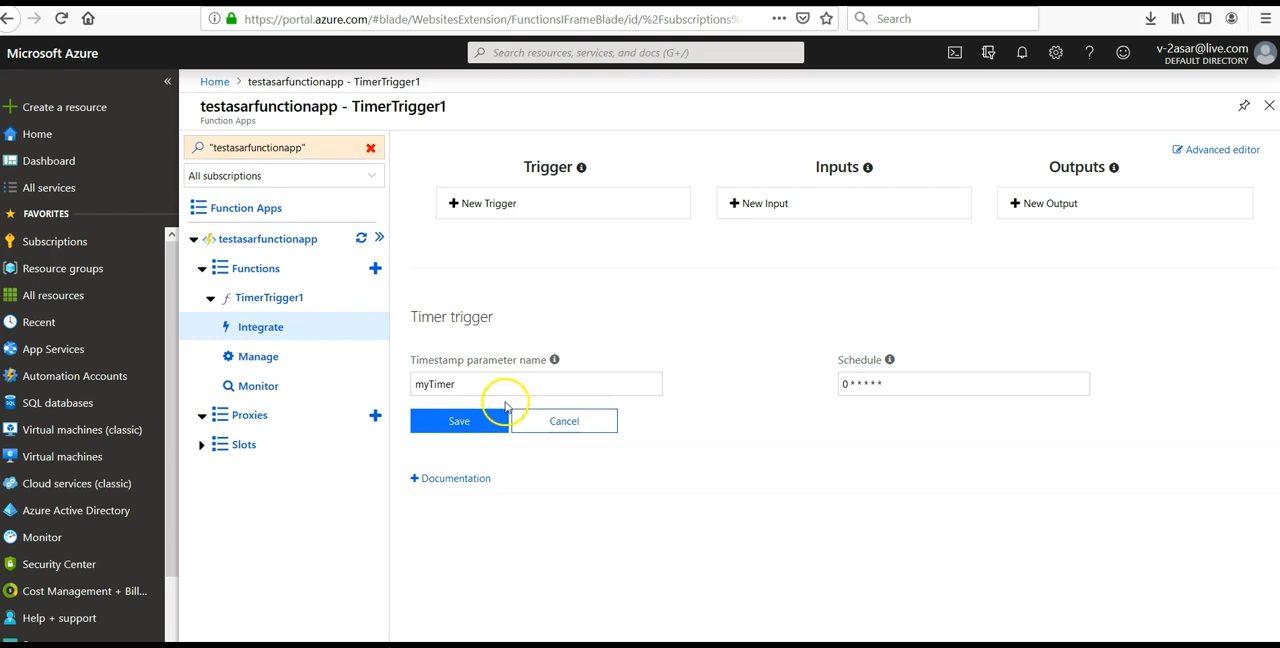 https://portal.azure.com/#blade/WebsitesExtension/FunctionsIFrameBlade/id/%2Fsubscriptions%
Search
Microsoft Azure
Search resources, services, and docs (G+/)
v-2asar@live.com
DEFAULT DIRECTORY
Home > testasarfunctionapp - TimerTrigger1
testasarfunctionapp - TimerTrigger1
Function Apps
Create a resource
Home
Dashboard
All services
FAVORITES
Subscriptions
Resource groups
All resources
Recent
App Services
Automation Accounts
SQL databases
Virtual machines (classic)
Virtual machines
Cloud services (classic)
Azure Active Directory
Monitor
Security Center
Cost Management + Bill...
Help + support
"testasarfunctionapp"
All subscriptions
Function Apps
testasarfunctionapp
Functions
TimerTrigger1
Integrate
Manage
Monitor
Proxies
Slots
Advanced editor
Trigger
Inputs
Outputs
New Trigger
New Input
New Output
Timer trigger
Timestamp parameter name
Schedule
myTimer
0 * * * * *
Save
Cancel
Documentation